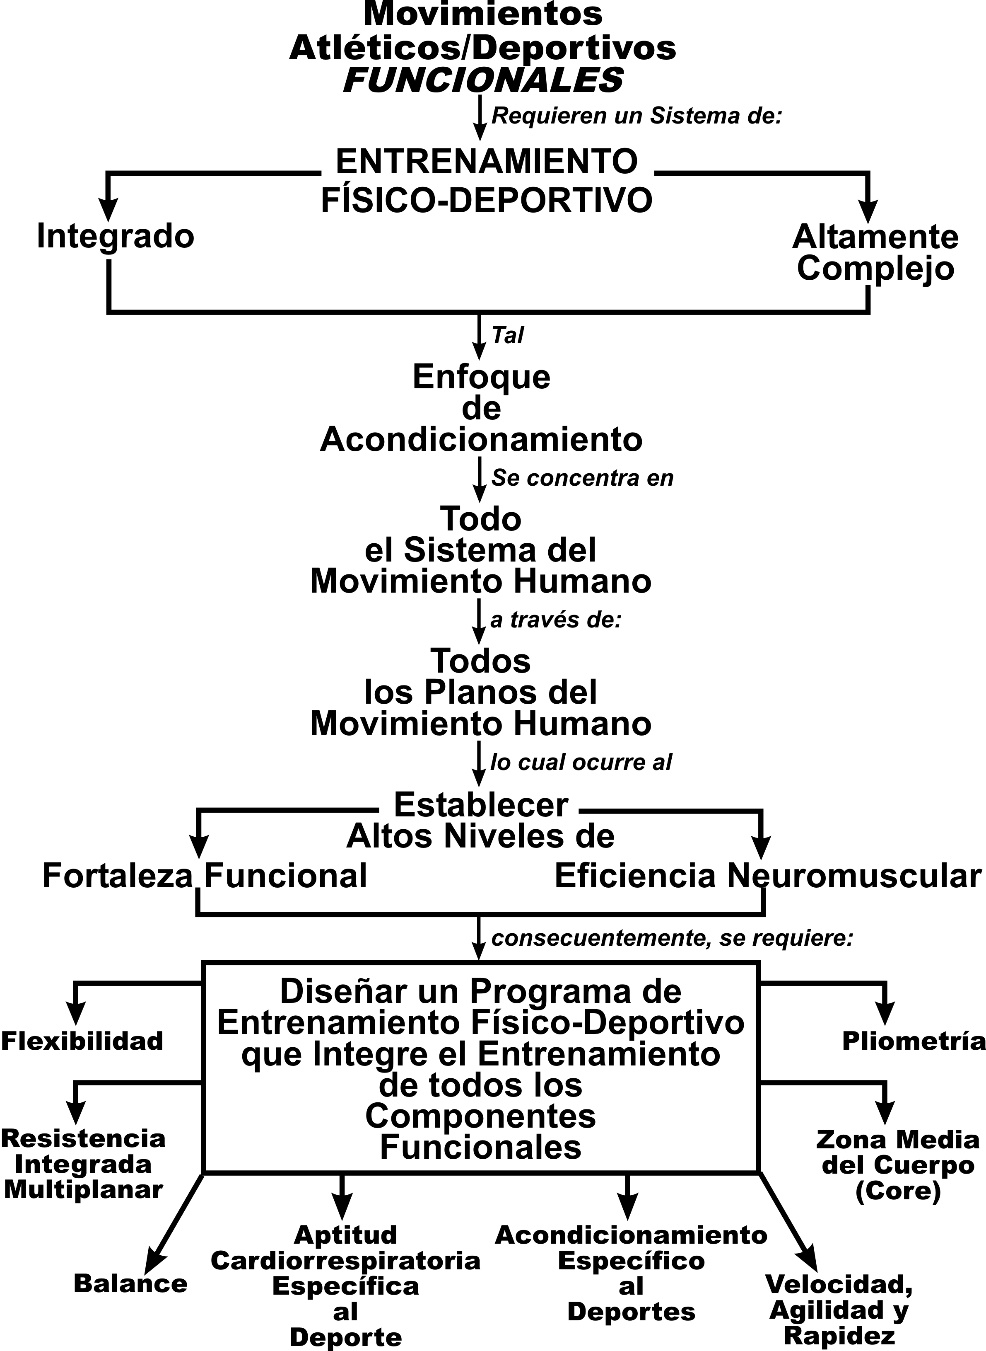 Movimientos
Atléticos/Deportivos
FUNCIONALES
Requieren un Sistema de:
ENTRENAMIENTO
FÍSICO-DEPORTIVO
Integrado
Altamente
Complejo
Tal
Enfoque
de
Acondicionamiento
Se concentra en
Todo
el Sistema del
Movimiento Humano
a través de:
Todos
los Planos del
Movimiento Humano
lo cual ocurre al
Establecer
Altos Niveles de
Fortaleza Funcional
Eficiencia Neuromuscular
consecuentemente, se requiere:
Diseñar un Programa de
Entrenamiento Físico-Deportivo
que Integre el Entrenamiento
de todos los
Componentes
Funcionales
Flexibilidad
Pliometría
Resistencia
Integrada
Multiplanar
Zona Media
del Cuerpo
(Core)
Balance
Aptitud
Cardiorrespiratoria
Específica
al
Deporte
Acondicionamiento
Específico
al
Deportes
Velocidad,
Agilidad y
Rapidez